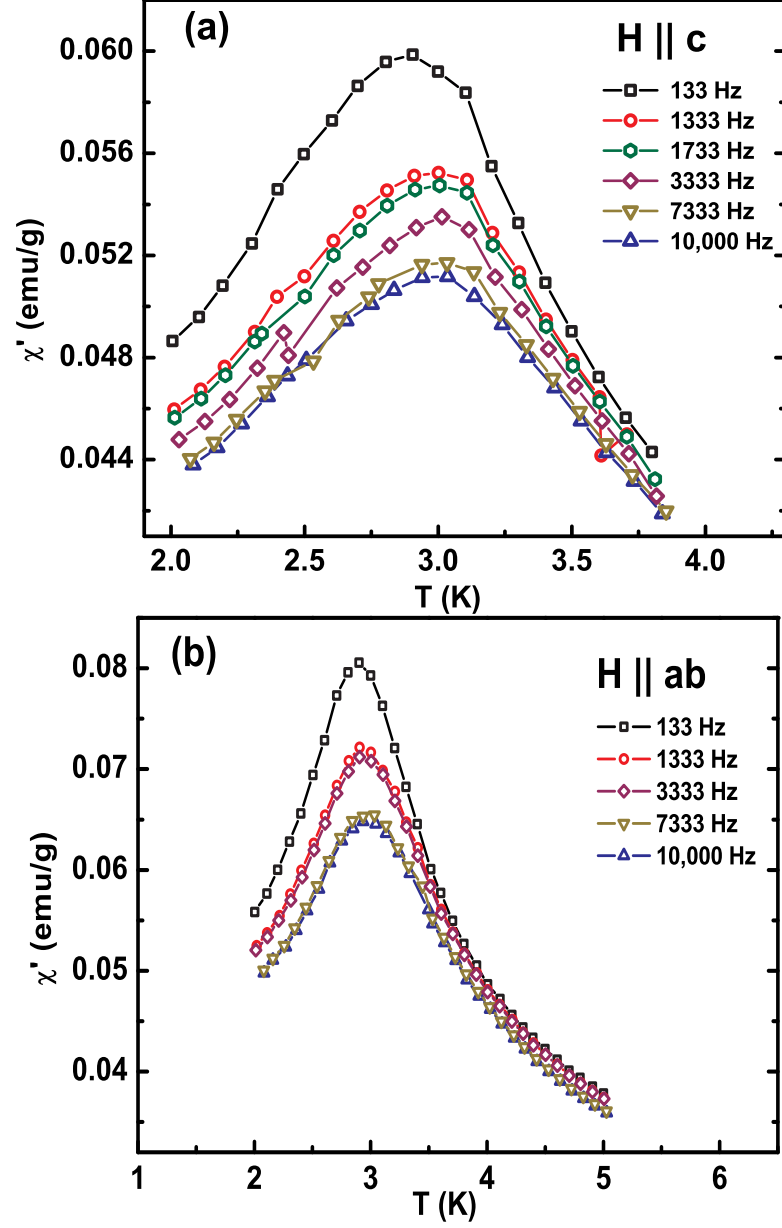 (a)
H || c
133 Hz
1333 Hz
1733 Hz
3333 Hz
7333 Hz
10,000 Hz
0.060
0.056
0.052
0.048
0.044
χ' (emu/g)
2.0 2.5 3.0 3.5 4.0
T (K)
(b)
H || ab
133 Hz
1333 Hz
3333 Hz
7333 Hz
10,000 Hz
0.08
0.07
0.06
0.05
0.04
χ' (emu/g)
1 2 3 4 5 6
T (K)